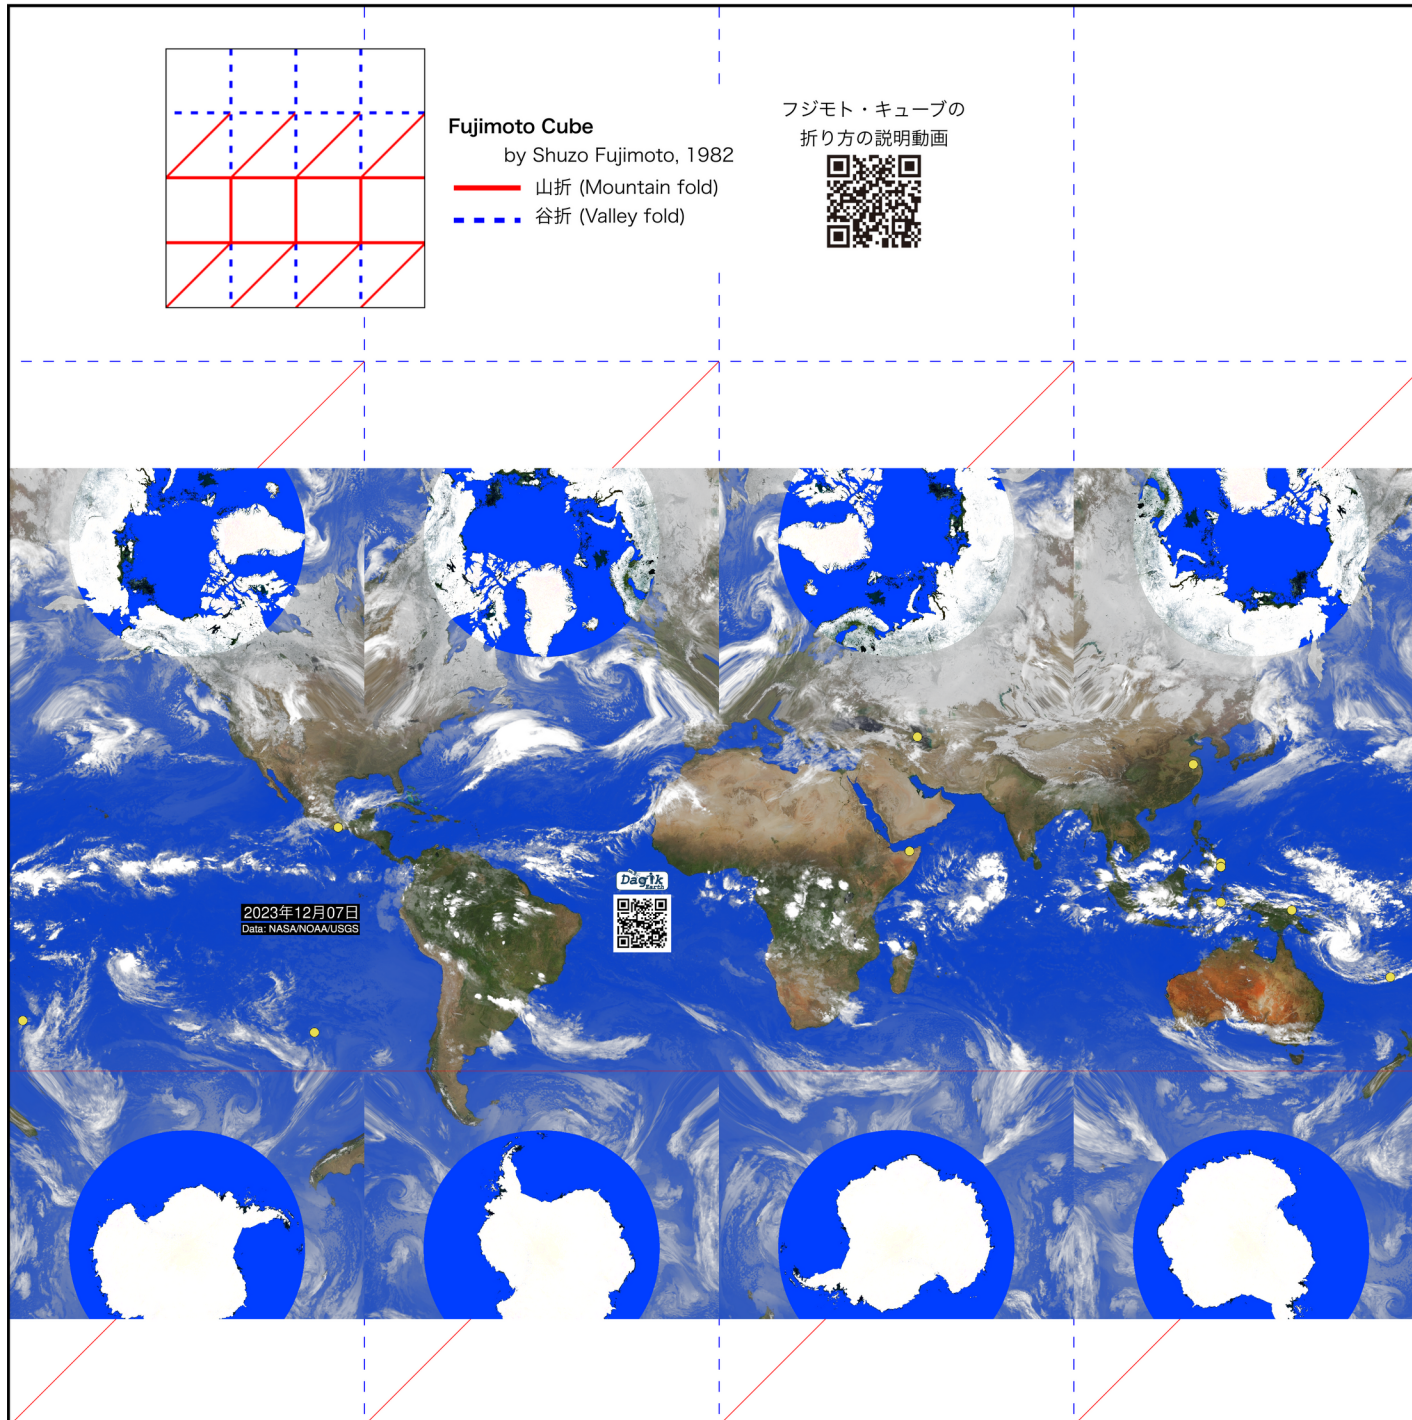 Fujimoto Cube
by Shuzo Fujimoto, 1982
山折 (Mountain fold)
谷折 (Valley fold)
フジモト・キューブの
折り方の説明動画
Dagik
Earth
2023年12月07日
Data: NASA/NOAA/USGS